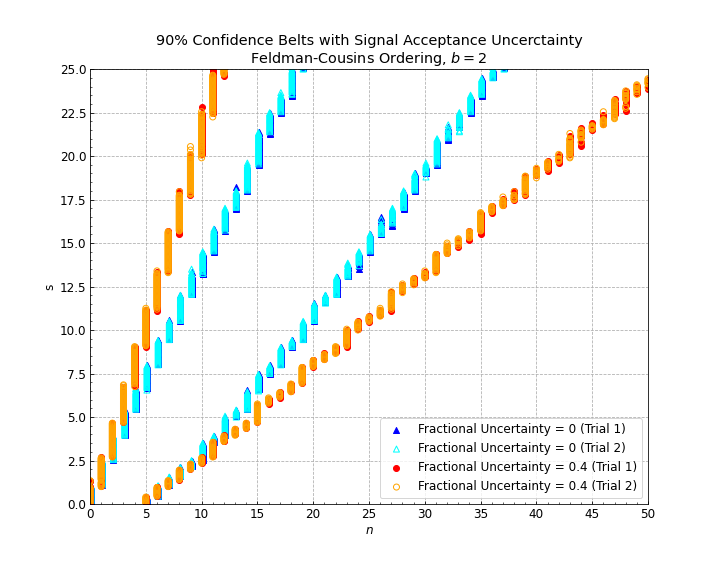 90% Confidence Belts with Signal Acceptance Uncerctainty
Feldman-Cousins Ordering, b = 2
25.0
22.5
20.0
17.5
15.0
12.5
10.0
7.5
5.0
2.5
0.0
s
Fractional Uncertainty = 0 (Trial 1)
Fractional Uncertainty = 0 (Trial 2)
Fractional Uncertainty = 0.4 (Trial 1)
Fractional Uncertainty = 0.4 (Trial 2)
0 5 10 15 20 25 30 35 40 45 50
n